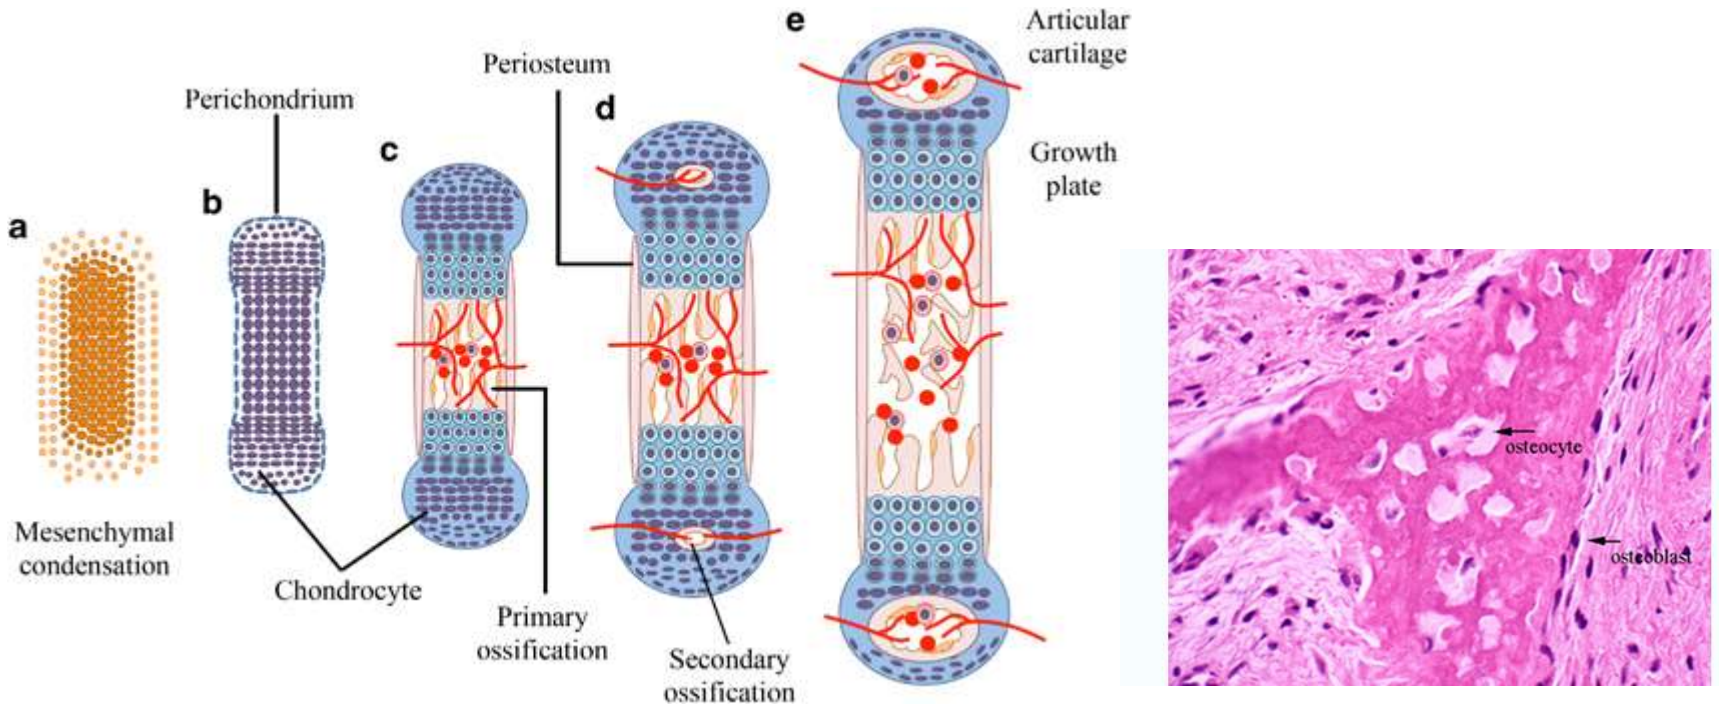 a
Mesenchymal
condensation
b
Perichondrium
Chondrocyte
c
Primary
ossification
Periosteum
d
Secondary
ossification
e
Articular
cartilage
Growth
plate
osteocyte
osteoblast